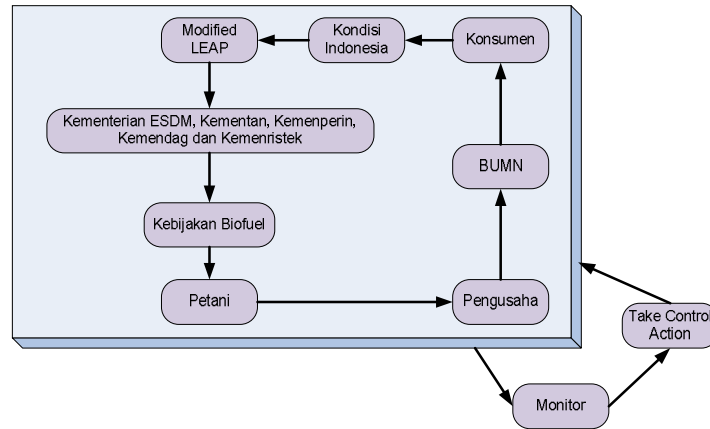 Modified
LEAP
Kondisi
Indonesia
Konsumen
Kementerian ESDM, Kementan, Kemenperin,
Kemendag dan Kemenristek
BUMN
Kebijakan Biofuel
Petani
Pengusaha
Take Control
Action
Monitor